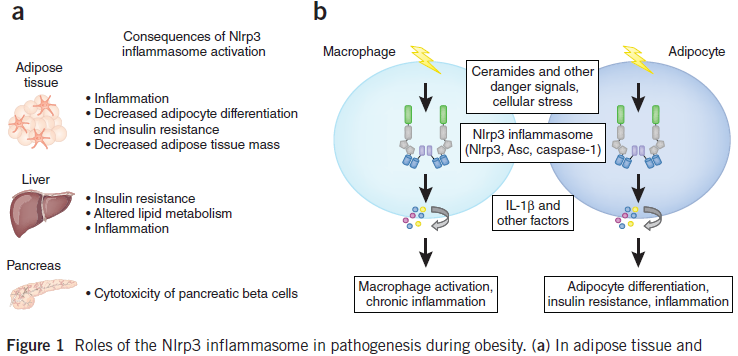 a
Consequences of Nlrp3
inflammasome activation
Adipose
tissue
• Inflammation
• Decreased adipocyte differentiation
and insulin resistance
• Decreased adipose tissue mass
Liver
• Insulin resistance
• Altered lipid metabolism
• Inflammation
Pancreas
• Cytotoxicity of pancreatic beta cells
b
Macrophage
Adipocyte
Ceramides and other
danger signals,
cellular stress
Nlrp3 inflammasome
(Nlrp3, Asc, caspase-1)
IL-1β and
other factors
Macrophage activation,
chronic inflammation
Adipocyte differentiation,
insulin resistance, inflammation
Figure 1 Roles of the Nlrp3 inflammasome in pathogenesis during obesity. (a) In adipose tissue and